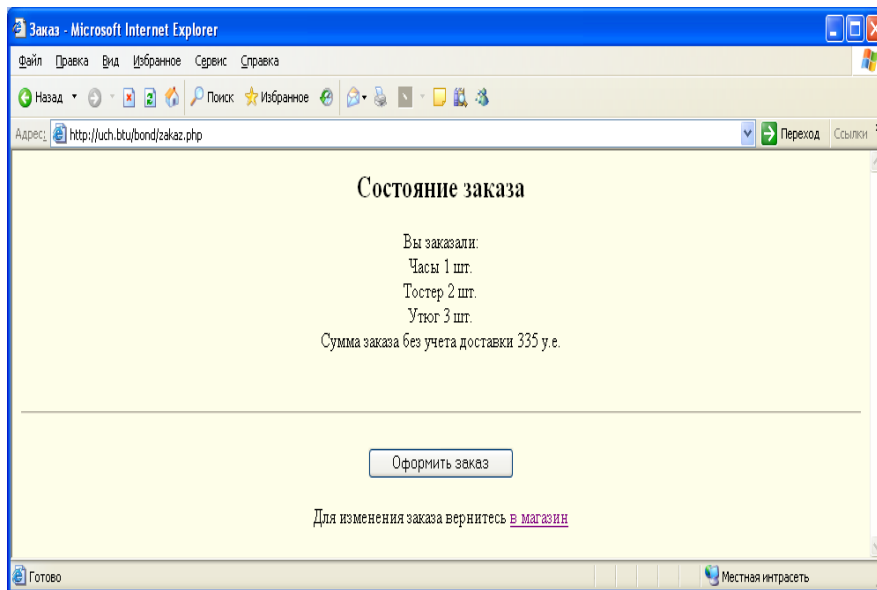 Заказ - Microsoft Internet Explorer
Файл Правка Вид Избранное Сервис Справка
Назад Поиск Избранное
Адрес: http://uch.btu/bond/zakaz.php Переход Ссылки
Состояние заказа
Вы заказали:
Часы 1 шт.
Тостер 2 шт.
Утюг 3 шт.
Сумма заказа без учета доставки 335 у.е.
Оформить заказ
Для изменения заказа вернитесь в магазин
Готово Местная интрасеть